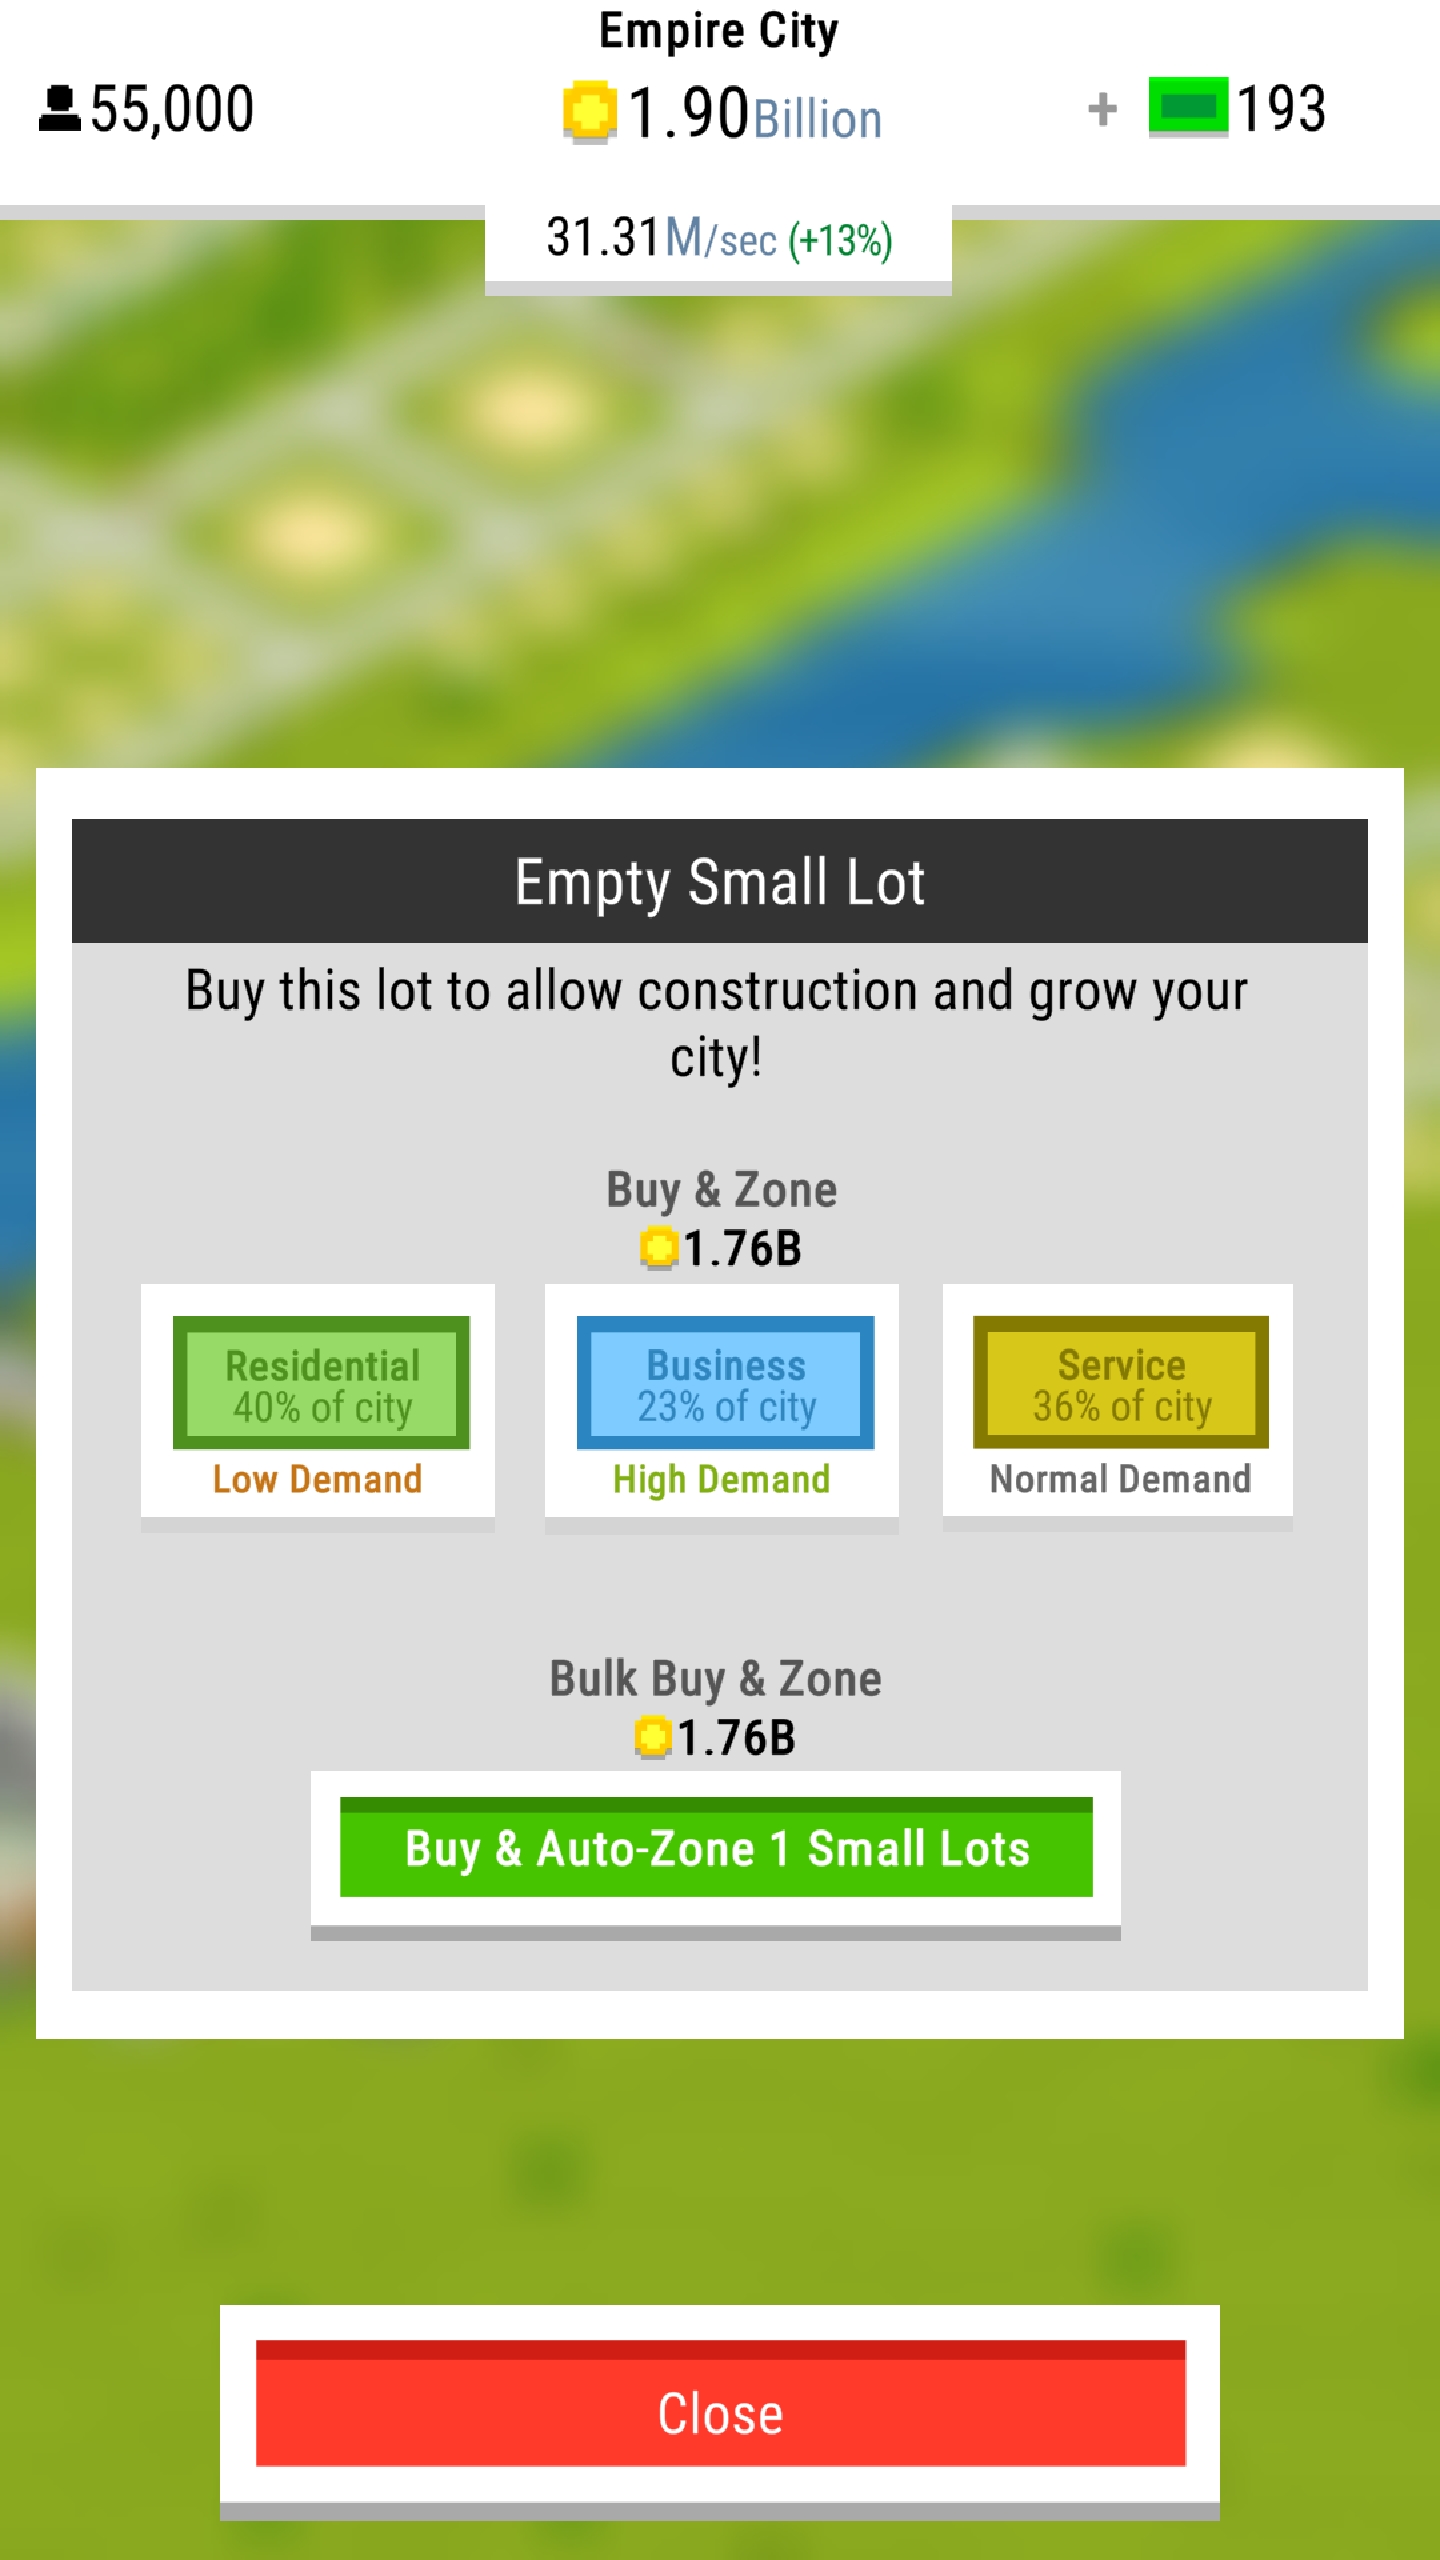 Empire City
55,000
1.90Billion
+ 193
31.31M/sec (+13%)
Empty Small Lot
Buy this lot to allow construction and grow your
city!
Buy & Zone
1.76B
Residential
40% of city
Low Demand
Business
23% of city
High Demand
Service
36% of city
Normal Demand
Bulk Buy & Zone
1.76B
Buy & Auto-Zone 1 Small Lots
Close